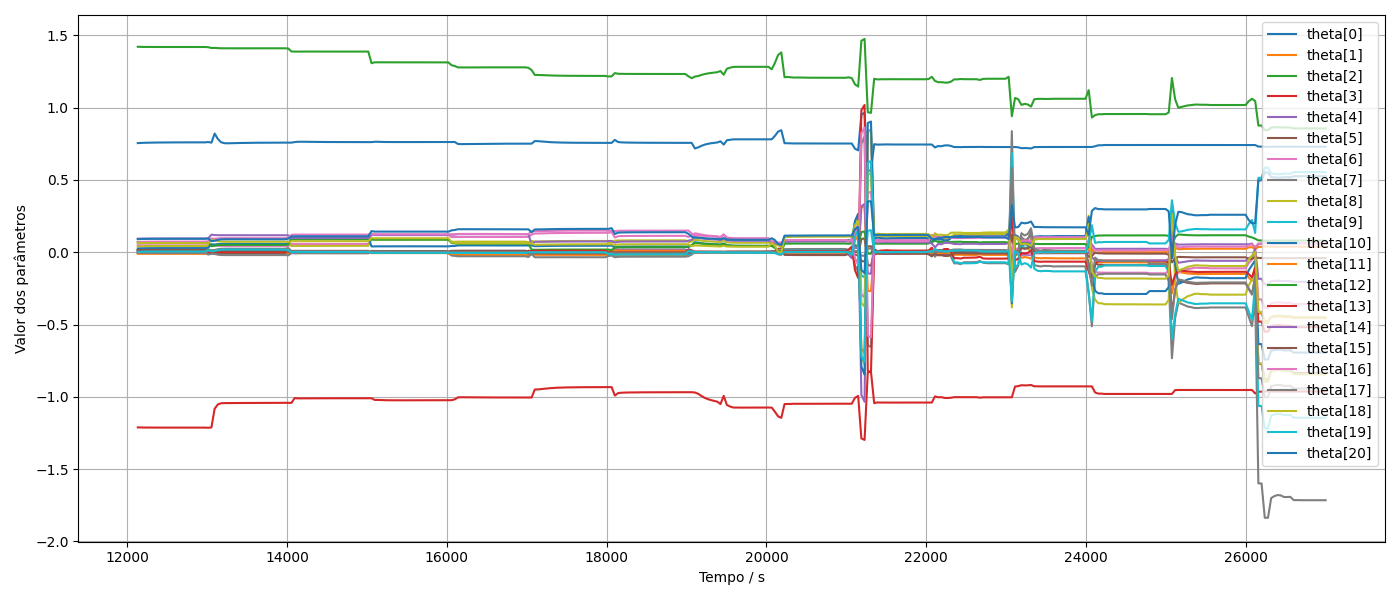 1.5
1.0
0.5
0.0
−0.5
−1.0
−1.5
−2.0
Valor dos parâmetros
12000 14000 16000 18000 20000 22000 24000 26000
Tempo / s
theta[0]
theta[1]
theta[2]
theta[3]
theta[4]
theta[5]
theta[6]
theta[7]
theta[8]
theta[9]
theta[10]
theta[11]
theta[12]
theta[13]
theta[14]
theta[15]
theta[16]
theta[17]
theta[18]
theta[19]
theta[20]